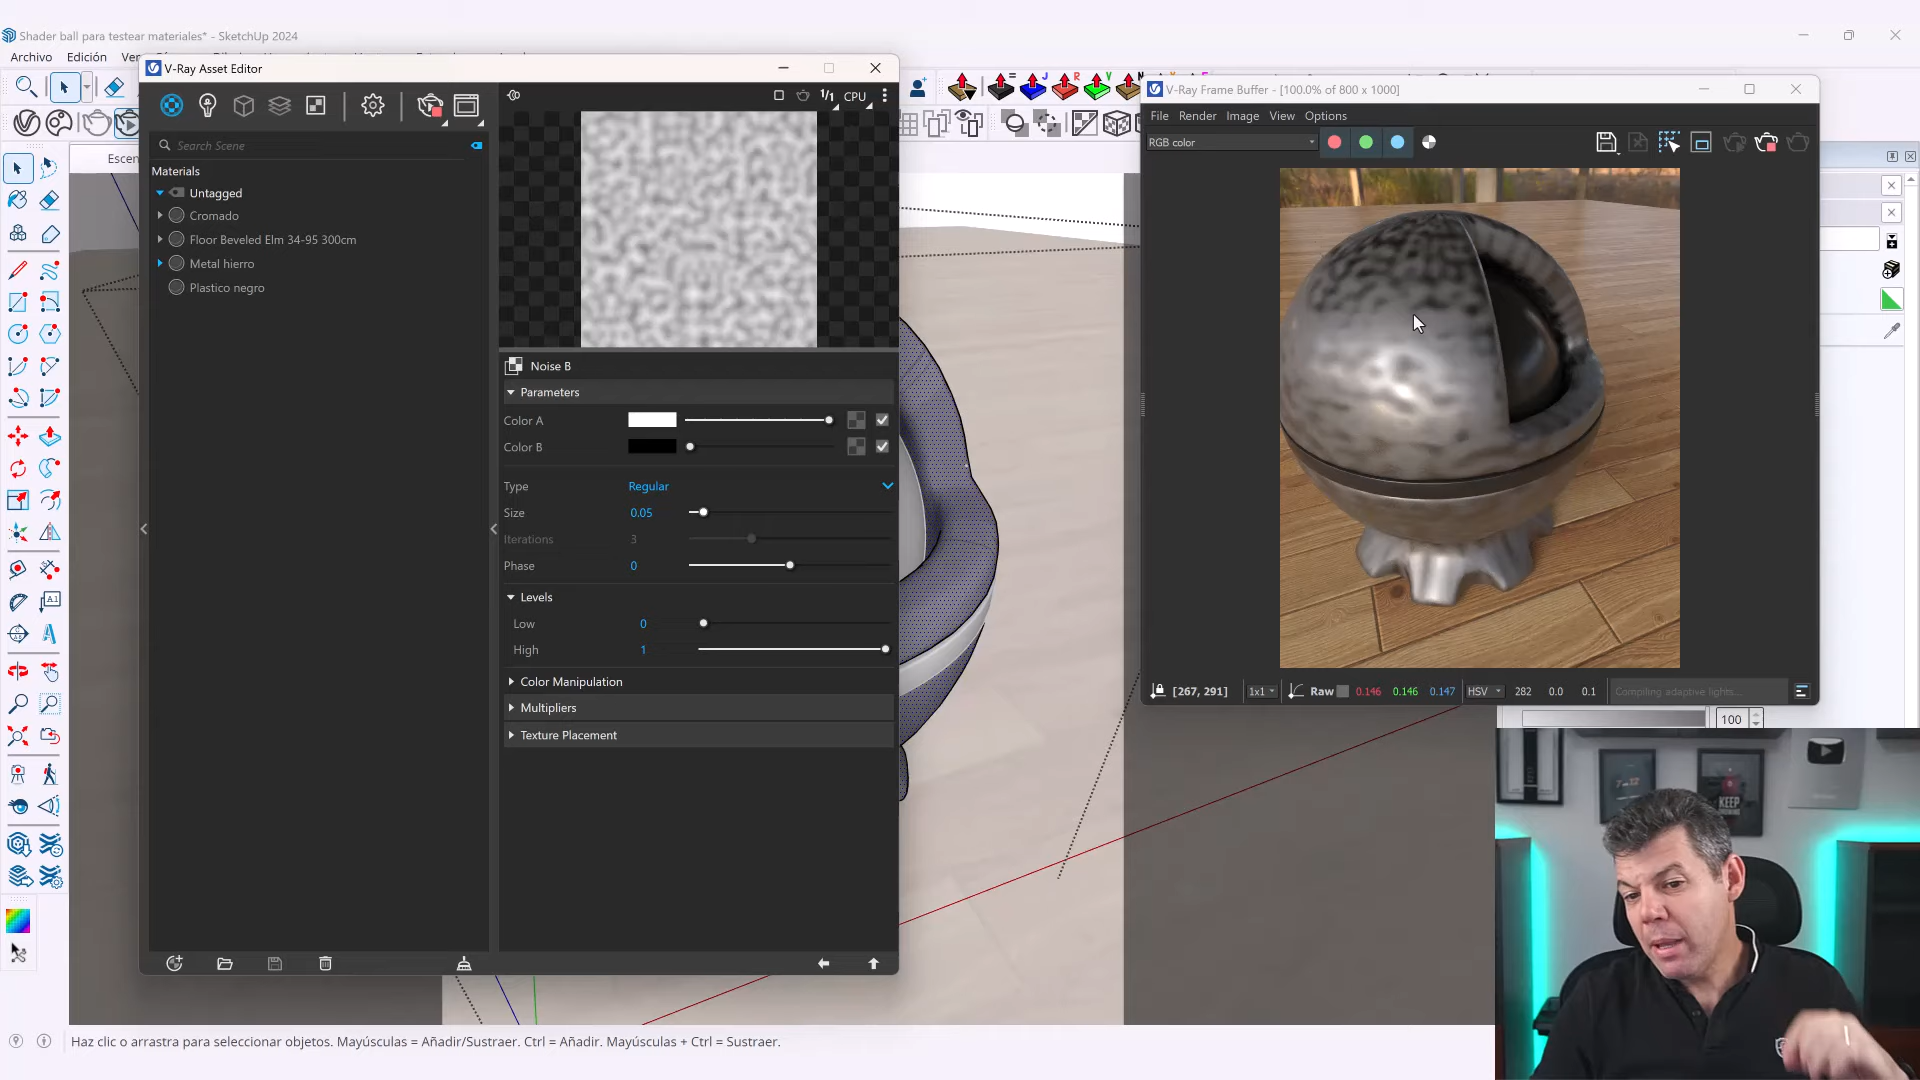 Shader ball para testear materiales* - SketchUp 2024
Archivo Edición Ver
V-Ray Asset Editor
1/1 CPU
Search Scene
Materials
Untagged
Cromado
Floor Beveled Elm 34-95 300cm
Metal hierro
Plastico negro
Noise B
Parameters
Color A
Color B
Type Regular
Size 0.05
Iterations 3
Phase 0
Levels
Low 0
High 1
Color Manipulation
Multipliers
Texture Placement
Escen
V-Ray Frame Buffer - [100.0% of 800 x 1000]
File Render Image View Options
RGB color
[267, 291] 1x1 Raw 0.146 0.146 0.147 HSV 282 0.0 0.1 Compiling adaptive lights...
100
KEEP
Haz clic o arrastra para seleccionar objetos. Mayúsculas = Añadir/Sustraer. Ctrl = Añadir. Mayúsculas + Ctrl = Sustraer.